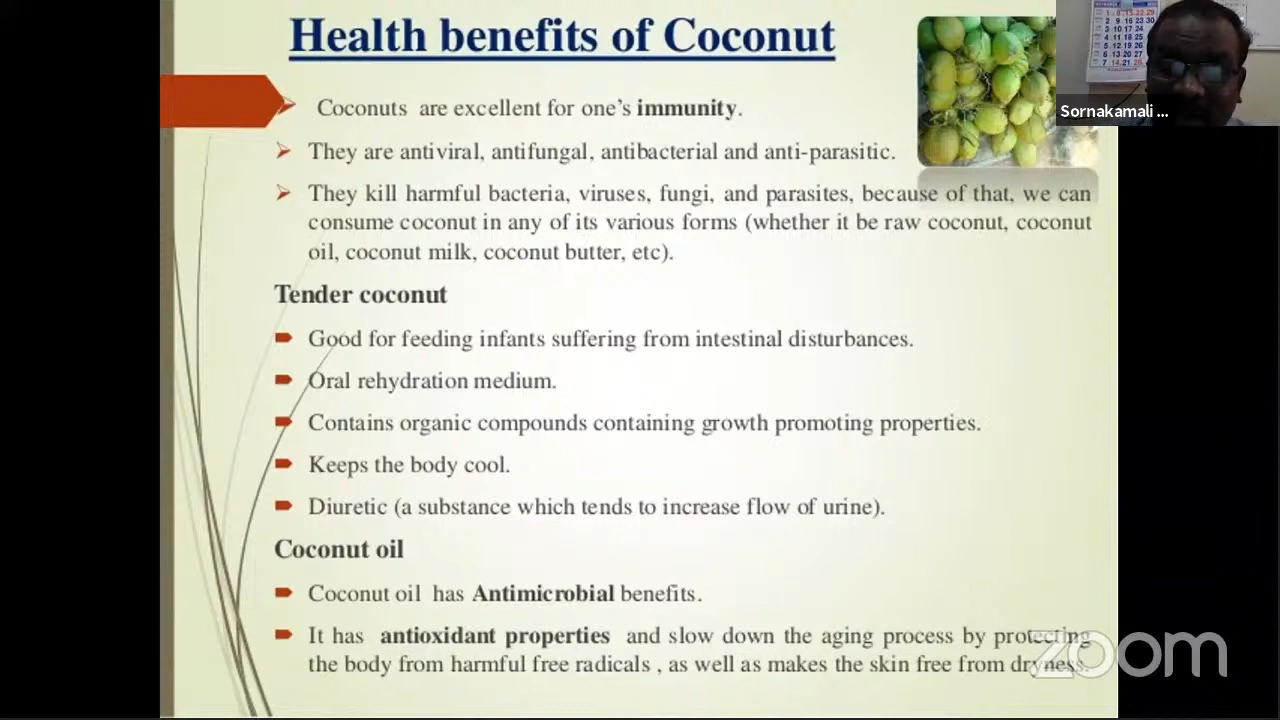 Health benefits of Coconut
Coconuts are excellent for one's immunity.
They are antiviral, antifungal, antibacterial and anti-parasitic.
They kill harmful bacteria, viruses, fungi, and parasites, because of that, we can
consume coconut in any of its various forms (whether it be raw coconut, coconut
oil, coconut milk, coconut butter, etc).
Tender coconut
Good for feeding infants suffering from intestinal disturbances.
Oral rehydration medium.
Contains organic compounds containing growth promoting properties.
Keeps the body cool.
Diuretic (a substance which tends to increase flow of urine).
Coconut oil
Coconut oil has Antimicrobial benefits.
It has antioxidant properties and slow down the aging process by protecting
the body from harmful free radicals , as well as makes the skin free from dryness.
Sornakamali ...
zoom